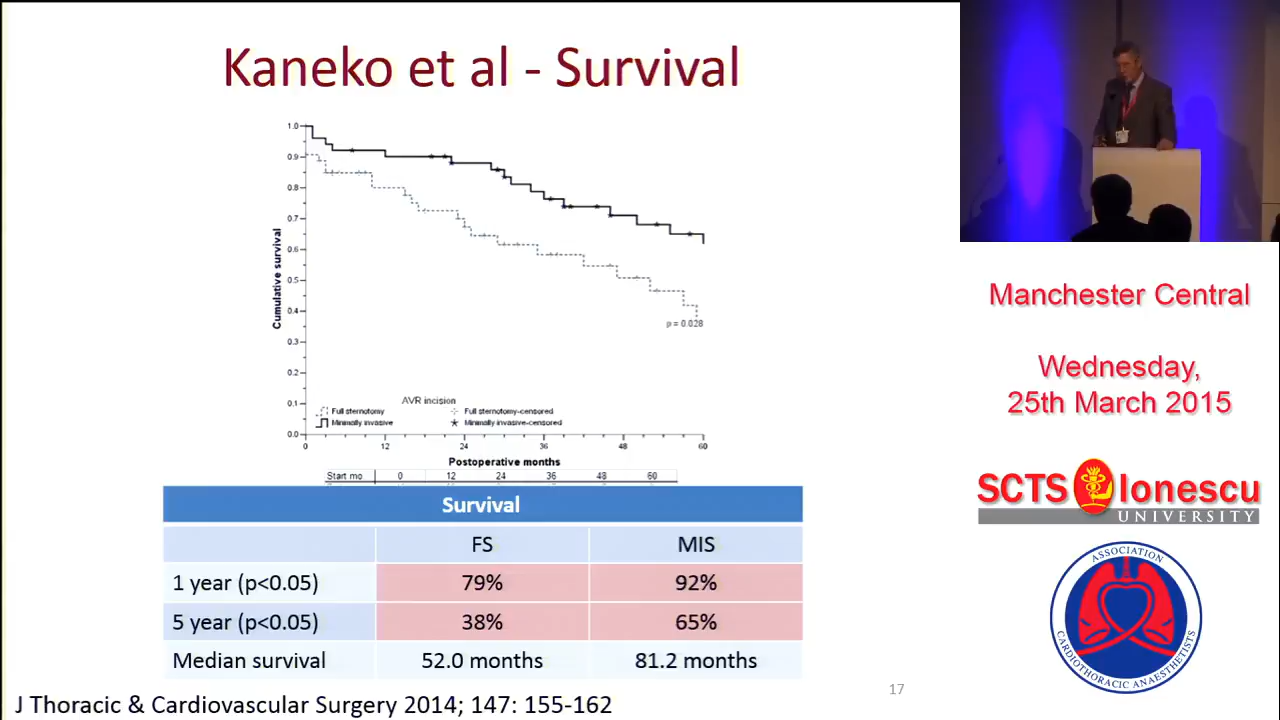 Kaneko et al - Survival
1.0
0.9
0.8
0.7
0.6
0.5
0.4
0.3
0.2
0.1
0.0
Cumulative survival
p = 0.028
AVR incision
Full sternotomy
Full sternotomy-censored
Minimally invasive
Minimally invasive-censored
0 12 24 36 48 60
Postoperative months
Start mo. 0 12 24 36 48 60
Survival
FS MIS
1 year (p<0.05) 79% 92%
5 year (p<0.05) 38% 65%
Median survival 52.0 months 81.2 months
17
J Thoracic & Cardiovascular Surgery 2014; 147: 155-162
Manchester Central
Wednesday,
25th March 2015
SCTS Ionescu
UNIVERSITY
ASSOCIATION
CARDIOTHORACIC ANAESTHETISTS